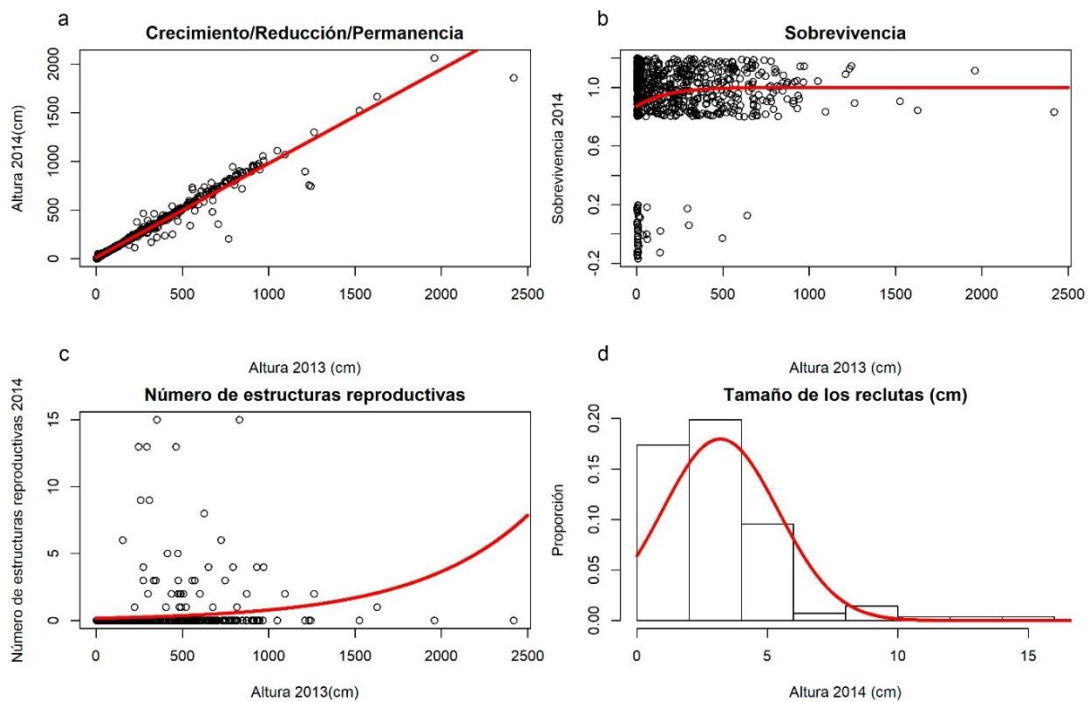 a
Crecimiento/Reducción/Permanencia
Altura 2014(cm)
2000
1500
1000
500
0
0 500 1000 1500 2000 2500
Altura 2013 (cm)
b
Sobrevivencia
Sobrevivencia 2014
1.0
0.6
0.2
-0.2
0 500 1000 1500 2000 2500
Altura 2013 (cm)
c
Número de estructuras reproductivas
Número de estructuras reproductivas 2014
15
10
5
0
0 500 1000 1500 2000 2500
Altura 2013(cm)
d
Tamaño de los reclutas (cm)
Proporción
0.20
0.15
0.10
0.05
0.00
0 5 10 15
Altura 2014 (cm)